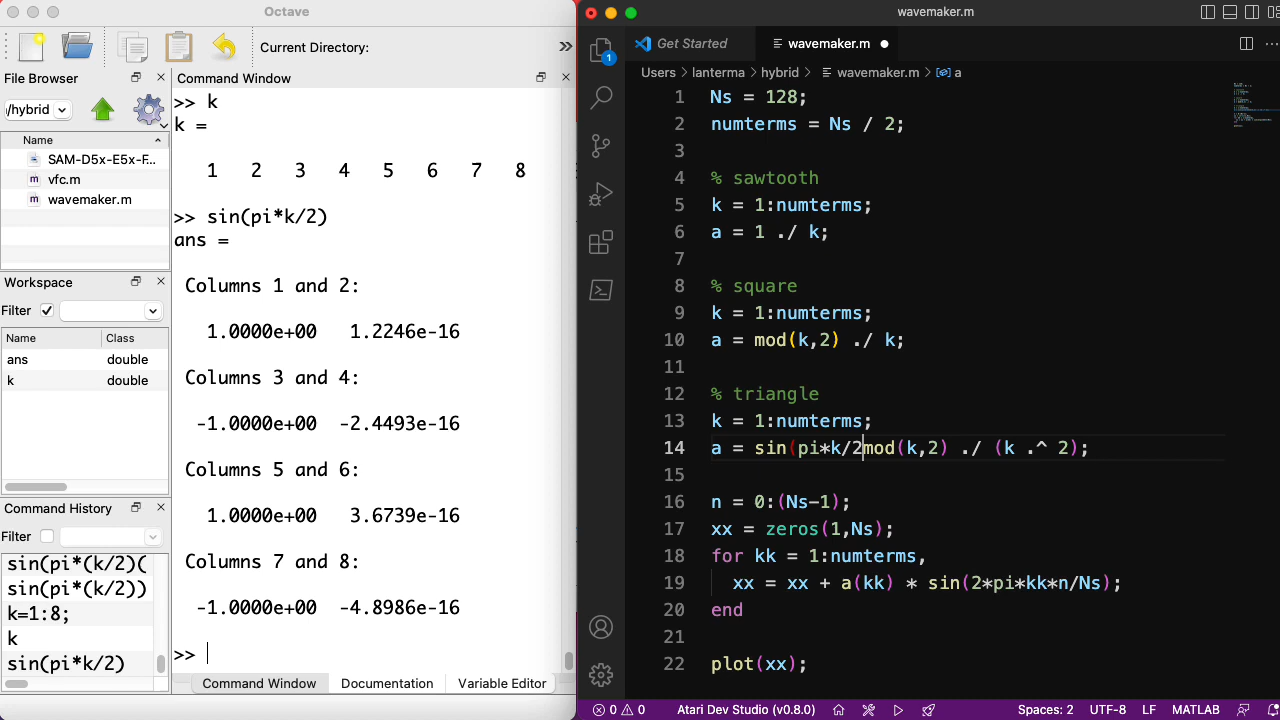 Octave
Current Directory:
»
File Browser
/hybrid
Name
SAM-D5x-E5x-F...
vfc.m
wavemaker.m
Workspace
Filter
Name Class
ans double
k double
Command History
Filter
sin(pi*(k/2)(
sin(pi*(k/2))
k=1:8;
k
sin(pi*k/2)
Command Window
>> k
k =
1 2 3 4 5 6 7 8
>> sin(pi*k/2)
ans =
Columns 1 and 2:
1.0000e+00 1.2246e-16
Columns 3 and 4:
-1.0000e+00 -2.4493e-16
Columns 5 and 6:
1.0000e+00 3.6739e-16
Columns 7 and 8:
-1.0000e+00 -4.8986e-16
>>
Command Window Documentation Variable Editor
wavemaker.m
1
Get Started wavemaker.m
Users > lanterma > hybrid > wavemaker.m > a
1 Ns = 128;
2 numterms = Ns / 2;
3
4 % sawtooth
5 k = 1:numterms;
6 a = 1 ./ k;
7
8 % square
9 k = 1:numterms;
10 a = mod(k,2) ./ k;
11
12 % triangle
13 k = 1:numterms;
14 a = sin(pi*k/2mod(k,2) ./ (k .^ 2);
15
16 n = 0:(Ns-1);
17 xx = zeros(1,Ns);
18 for kk = 1:numterms,
19 xx = xx + a(kk) * sin(2*pi*kk*n/Ns);
20 end
21
22 plot(xx);
0 0 Atari Dev Studio (v0.8.0) Spaces: 2 UTF-8 LF MATLAB